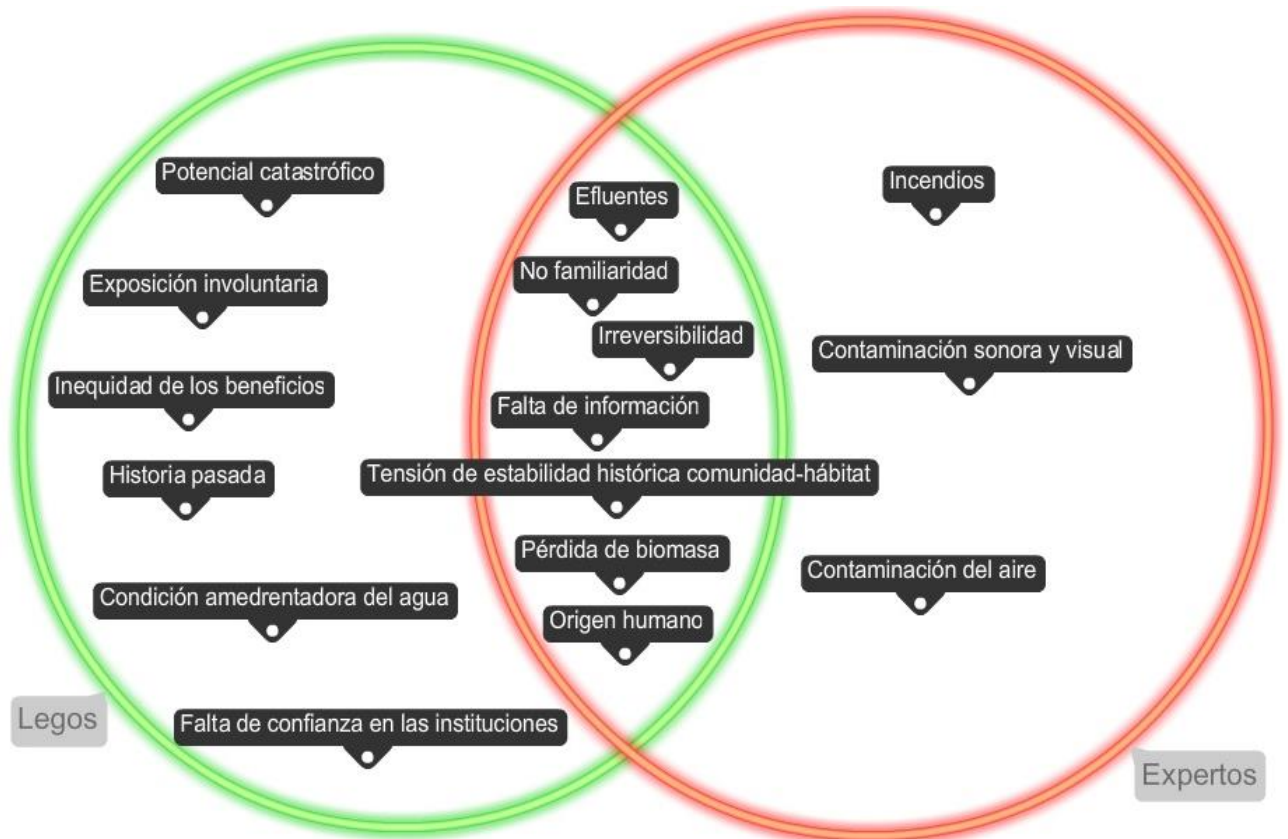 Potencial catastrófico
Exposición involuntaria
Inequidad de los beneficios
Historia pasada
Condición amedrentadora del agua
Falta de confianza en las instituciones
Legos
Efluentes
No familiaridad
Irreversibilidad
Falta de información
Tensión de estabilidad histórica comunidad-hábitat
Pérdida de biomasa
Origen humano
Incendios
Contaminación sonora y visual
Contaminación del aire
Expertos